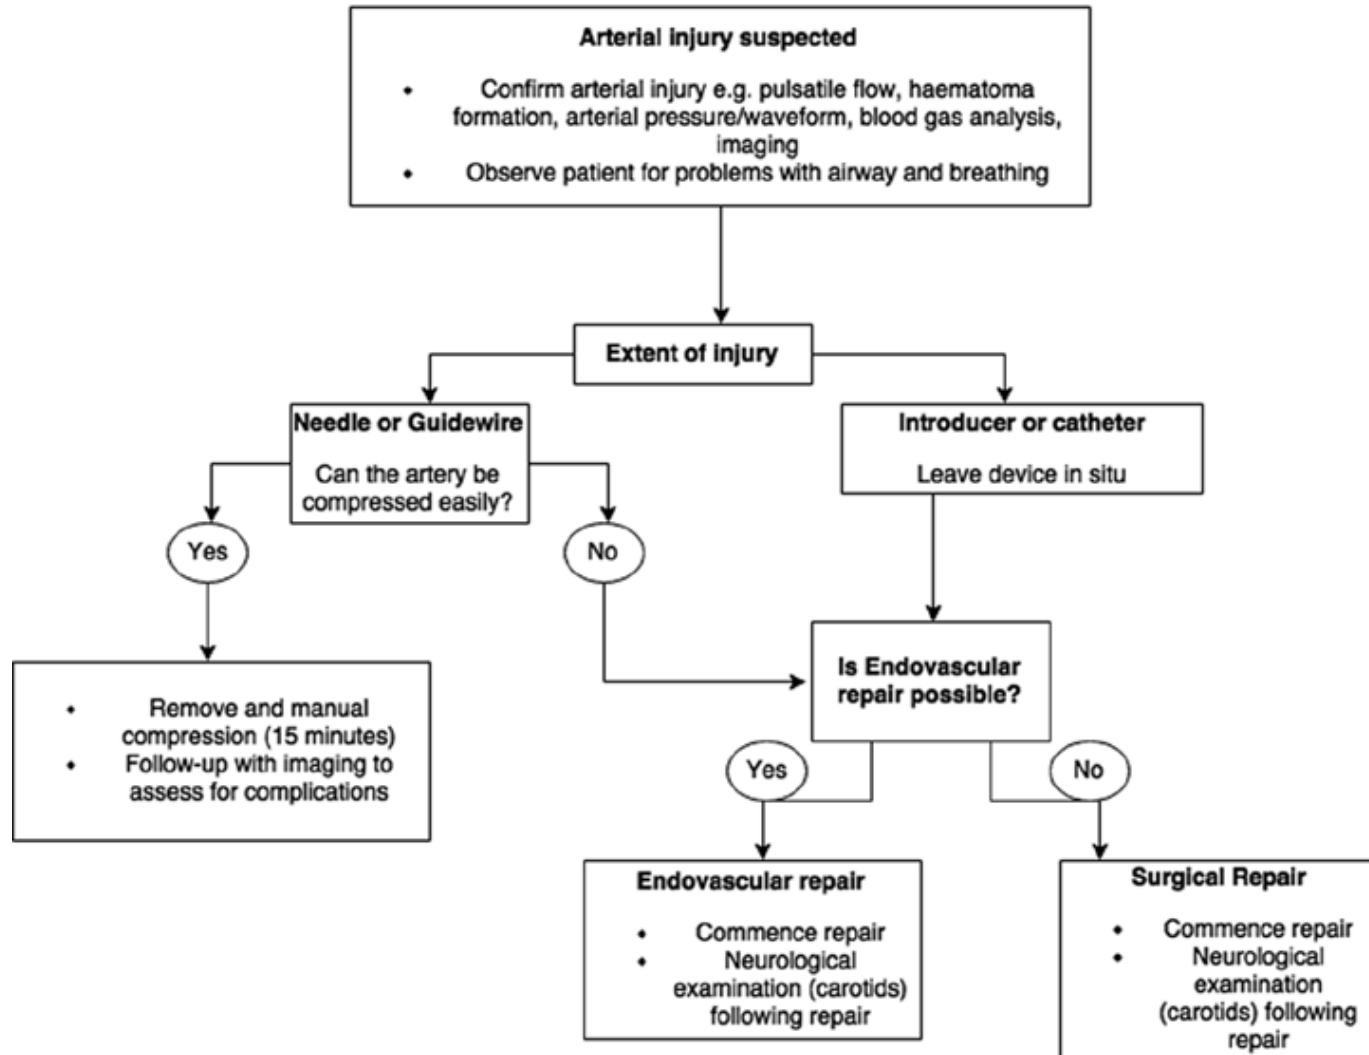 Arterial injury suspected
• Confirm arterial injury e.g. pulsatile flow, haematoma
formation, arterial pressure/waveform, blood gas analysis,
imaging
• Observe patient for problems with airway and breathing
Extent of injury
Needle or Guidewire
Can the artery be
compressed easily?
Introducer or catheter
Leave device in situ
Yes
No
Is Endovascular
repair possible?
• Remove and manual
compression (15 minutes)
• Follow-up with imaging to
assess for complications
Yes
No
Endovascular repair
• Commence repair
• Neurological
examination (carotids)
following repair
Surgical Repair
• Commence repair
• Neurological
examination
(carotids) following
repair